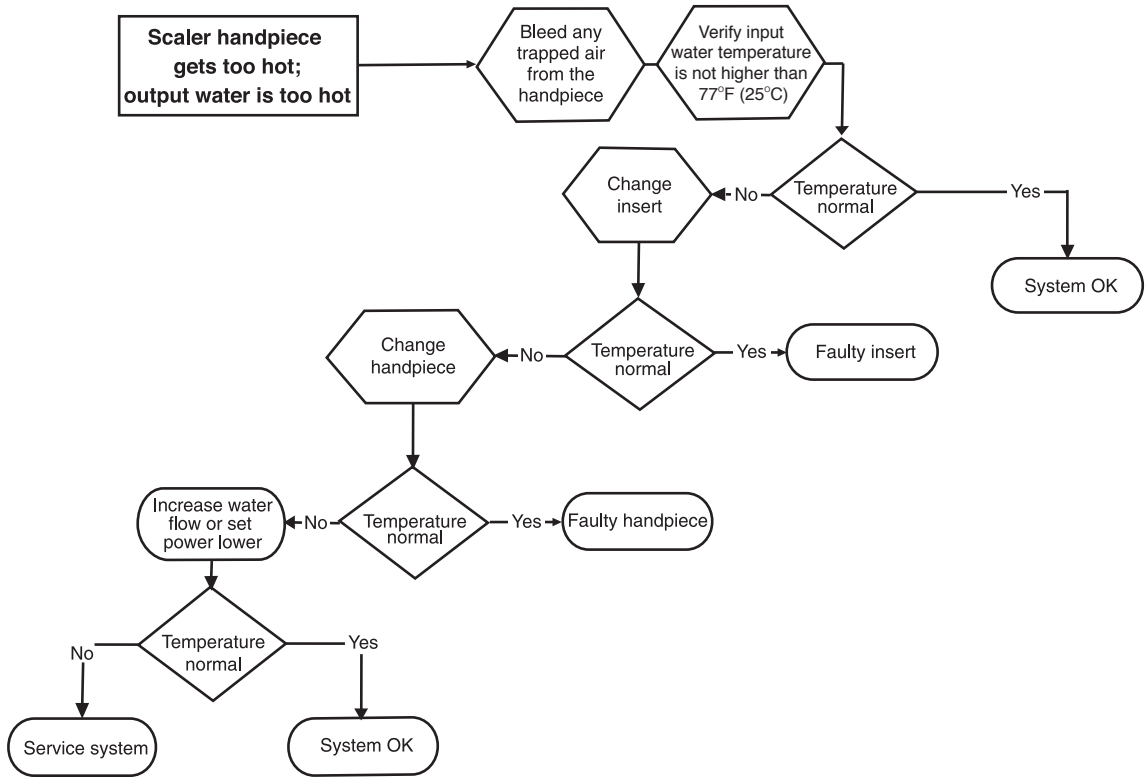 Scaler handpiece
gets too hot;
output water is too hot
Bleed any
trapped air
from the
handpiece
Verify input
water temperature
is not higher than
77°F (25°C)
Temperature
normal
No
Yes
Change
insert
System OK
Temperature
normal
No
Yes
Change
handpiece
Faulty insert
Temperature
normal
No
Yes
Increase water
flow or set
power lower
Faulty handpiece
Temperature
normal
No
Yes
Service system
System OK